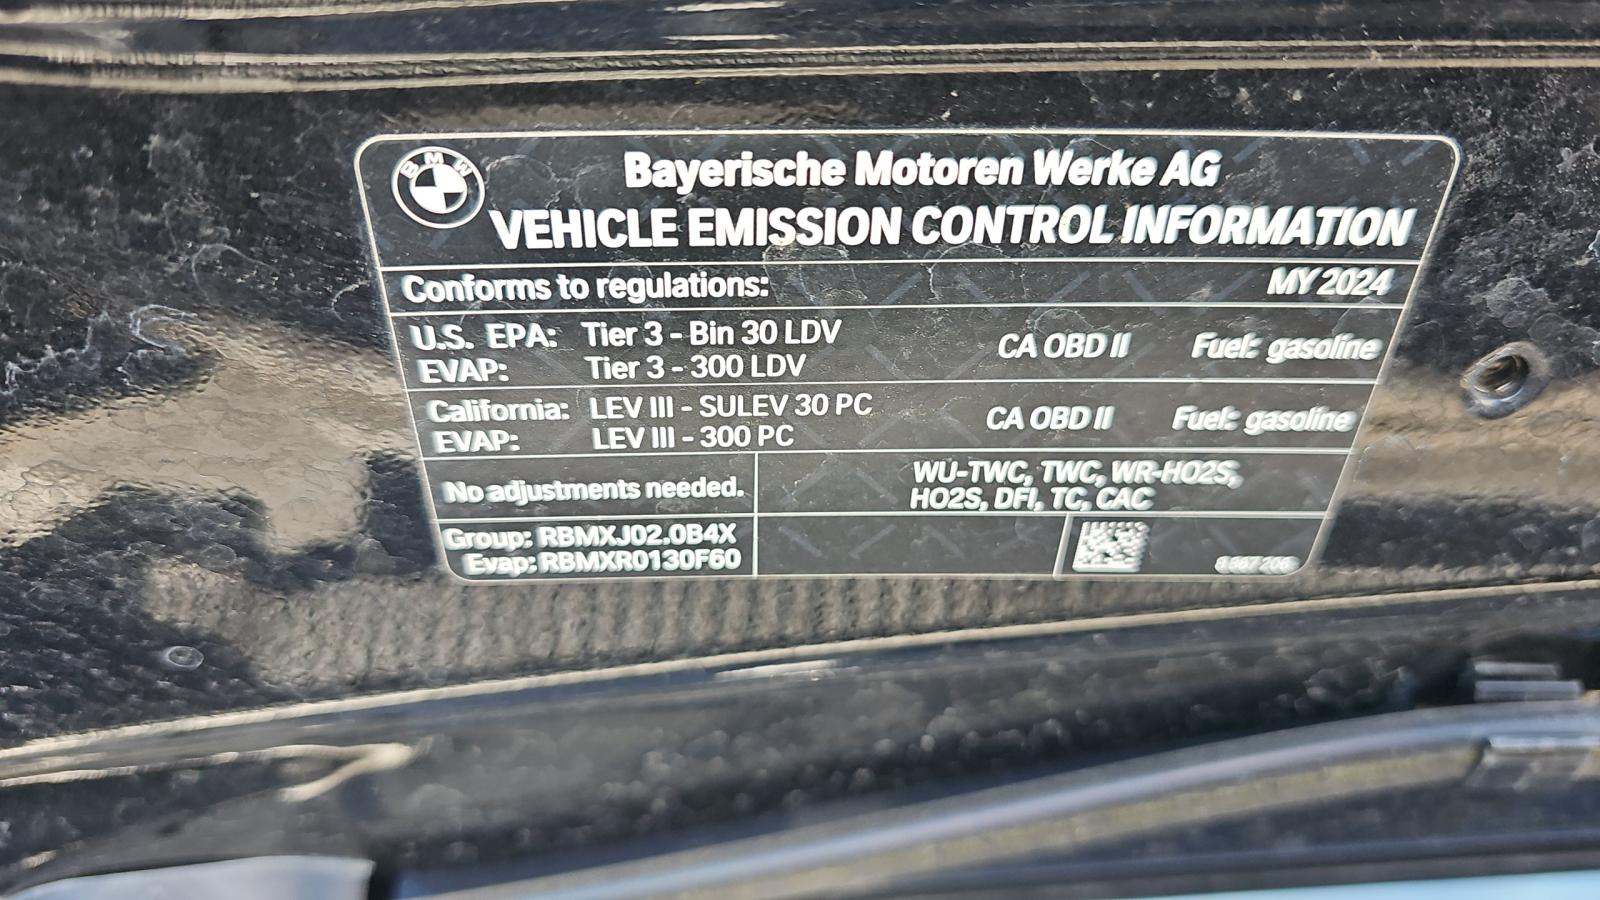 BMW
Bayerische Motoren Werke AG
VEHICLE EMISSION CONTROL INFORMATION
Conforms to regulations: MY 2024
U.S. EPA: Tier 3 - Bin 30 LDV CA OBD II Fuel: gasoline
EVAP: Tier 3 - 300 LDV
California: LEV III - SULEV 30 PC CA OBD II Fuel: gasoline
EVAP: LEV III - 300 PC
No adjustments needed.
WU-TWC, TWC, WR-HO2S,
HO2S, DFI, TC, CAC
Group: RBMXJ02.0B4X
Evap: RBMXR0130F60